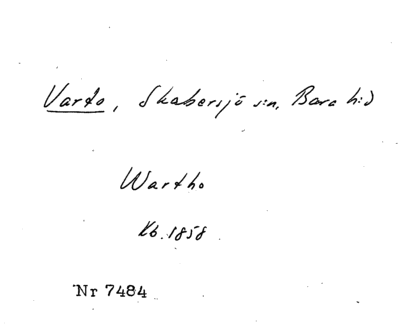 Varto, Skabersjö s:n, Bara h:d
Wartho
Kb. 1858
Nr 7484